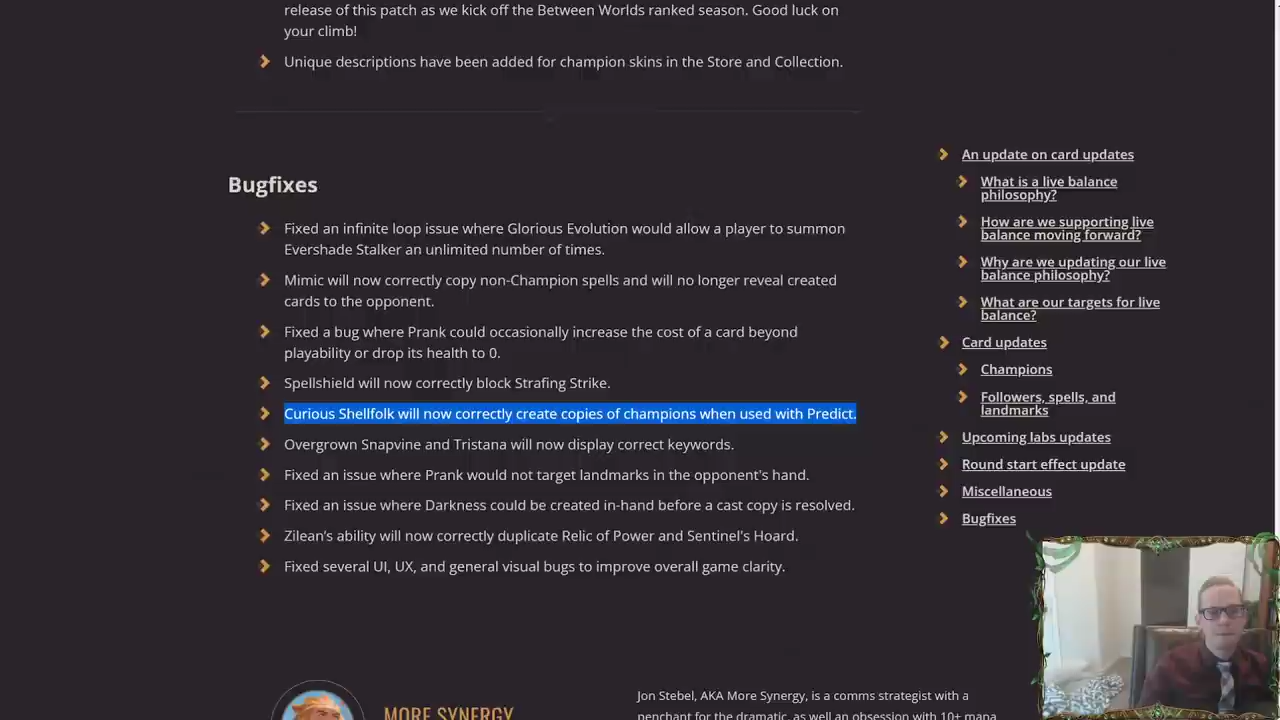 release of this patch as we kick off the Between Worlds ranked season. Good luck on
your climb!
Unique descriptions have been added for champion skins in the Store and Collection.
Bugfixes
Fixed an infinite loop issue where Glorious Evolution would allow a player to summon
Evershade Stalker an unlimited number of times.
Mimic will now correctly copy non-Champion spells and will no longer reveal created
cards to the opponent.
Fixed a bug where Prank could occasionally increase the cost of a card beyond
playability or drop its health to 0.
Spellshield will now correctly block Strafing Strike.
Curious Shellfolk will now correctly create copies of champions when used with Predict.
Overgrown Snapvine and Tristana will now display correct keywords.
Fixed an issue where Prank would not target landmarks in the opponent's hand.
Fixed an issue where Darkness could be created in-hand before a cast copy is resolved.
Zilean's ability will now correctly duplicate Relic of Power and Sentinel's Hoard.
Fixed several UI, UX, and general visual bugs to improve overall game clarity.
An update on card updates
What is a live balance
philosophy?
How are we supporting live
balance moving forward?
Why are we updating our live
balance philosophy?
What are our targets for live
balance?
Card updates
Champions
Followers, spells, and
landmarks
Upcoming labs updates
Round start effect update
Miscellaneous
Bugfixes
MORE SYNERGY
Jon Stebel, AKA More Synergy, is a comms strategist with a
penchant for the dramatic, as well an obsession with 10+ mana